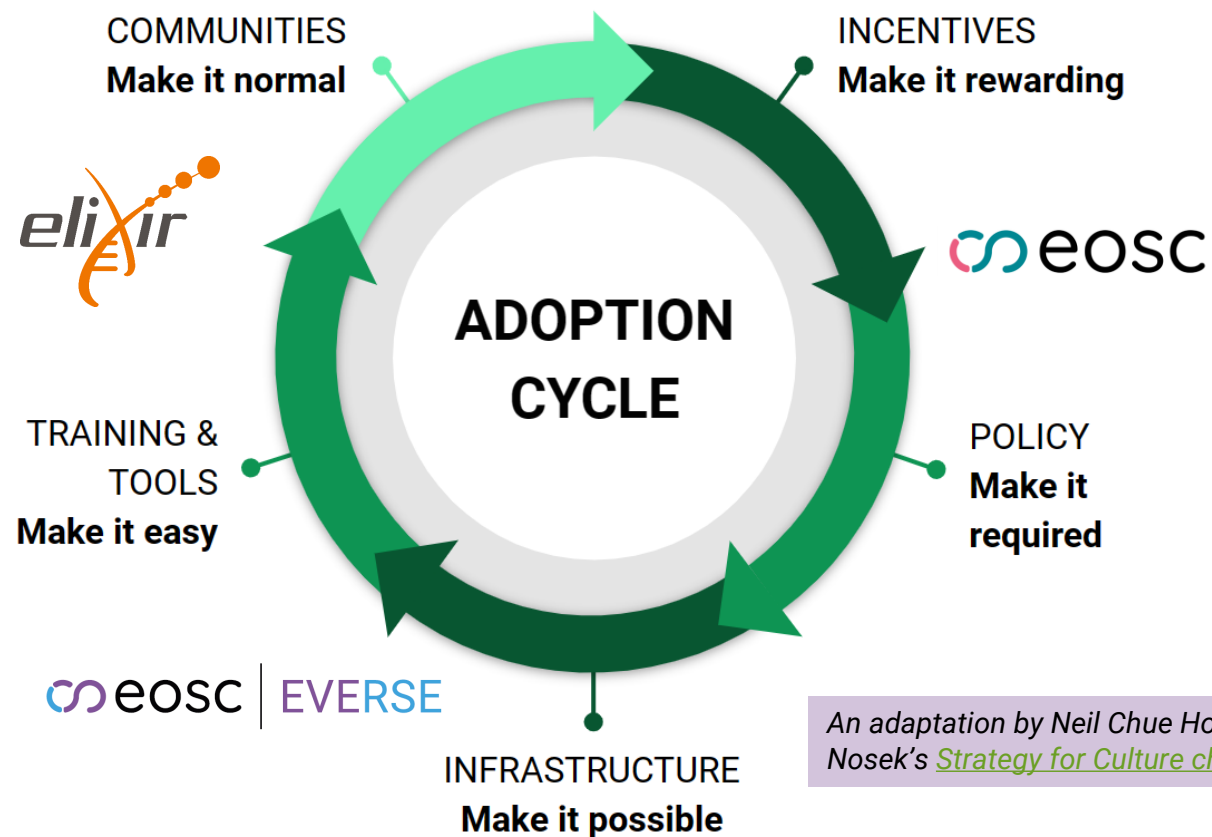 COMMUNITIES
Make it normal
INCENTIVES
Make it rewarding
elixir
eosc
ADOPTION
CYCLE
TRAINING &
TOOLS
Make it easy
POLICY
Make it
required
eosc | EVERSE
INFRASTRUCTURE
Make it possible
An adaptation by Neil Chue
Nosek's Strategy for Culture